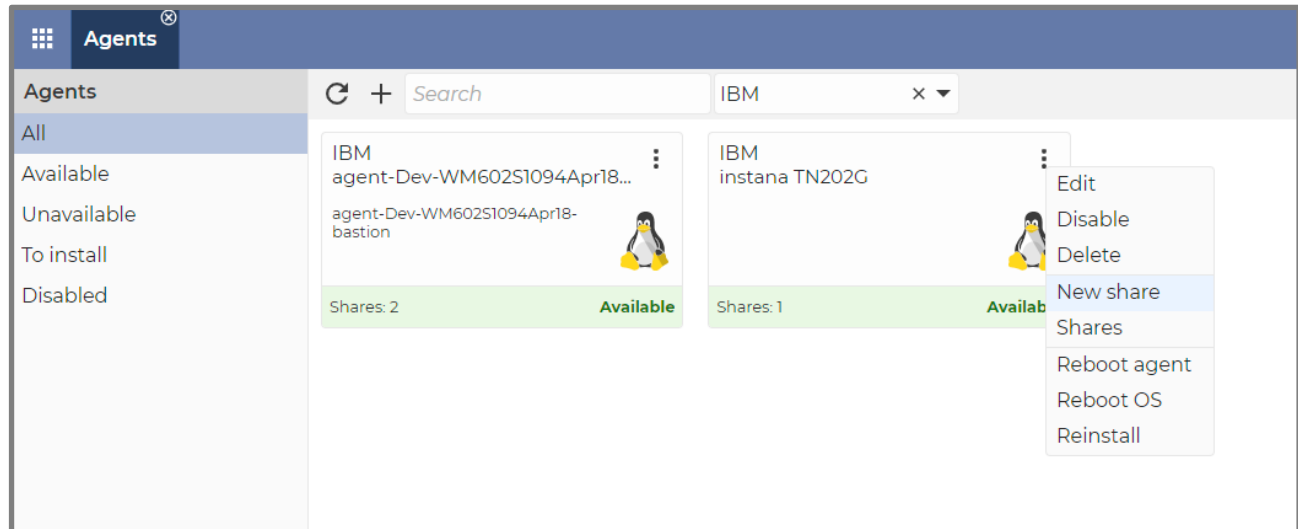 Agents
Agents
All
Available
Unavailable
To install
Disabled
Search
IBM
IBM
agent-Dev-WM602S1094Apr18...
agent-Dev-WM602S1094Apr18-
bastion
Shares: 2 Available
IBM
instana TN202G
Shares: 1 Availab
Edit
Disable
Delete
New share
Shares
Reboot agent
Reboot OS
Reinstall